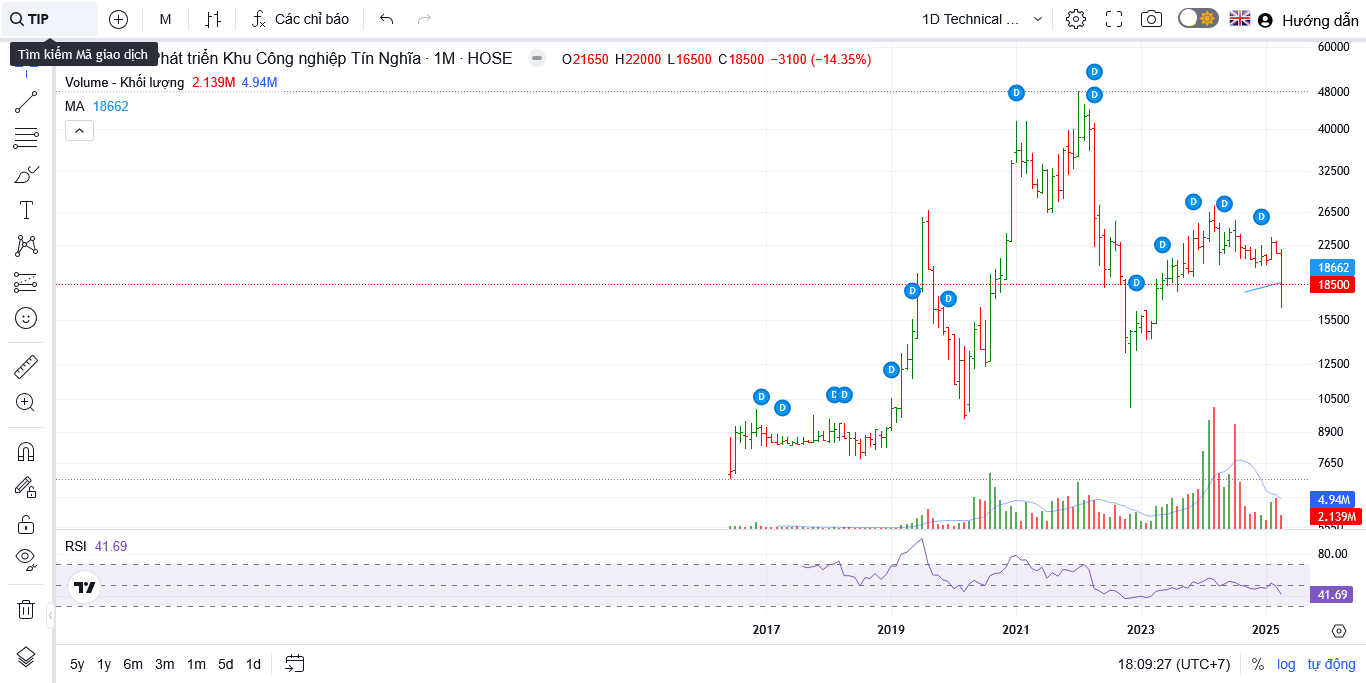 TIP M Các chỉ báo 1D Technical ... Hướng dẫn
Tìm kiếm Mã giao dịch
Phát triển Khu Công nghiệp Tín Nghĩa · 1M · HOSE O21650 H22000 L16500 C18500 −3100 (−14.35%)
Volume - Khối lượng 2.139M 4.94M
MA 18662
60000
48000
40000
32500
26500
22500
18662
18500
15500
12500
10500
8900
7650
4.94M
2.139M
D D D D D D D D D D D D D D D D
RSI 41.69
80.00
41.69
2017 2019 2021 2023 2025
5y 1y 6m 3m 1m 5d 1d 18:09:27 (UTC+7) % log tự động